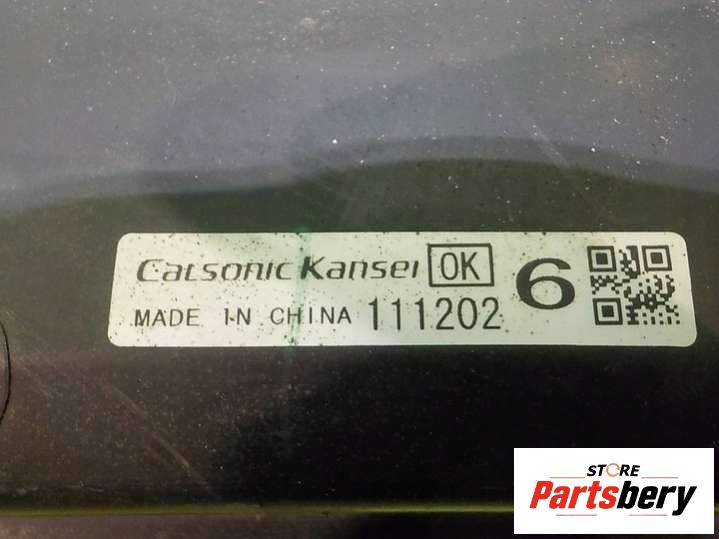 Calsonic Kansei OK 6
MADE IN CHINA 111202
STORE
Partsbery